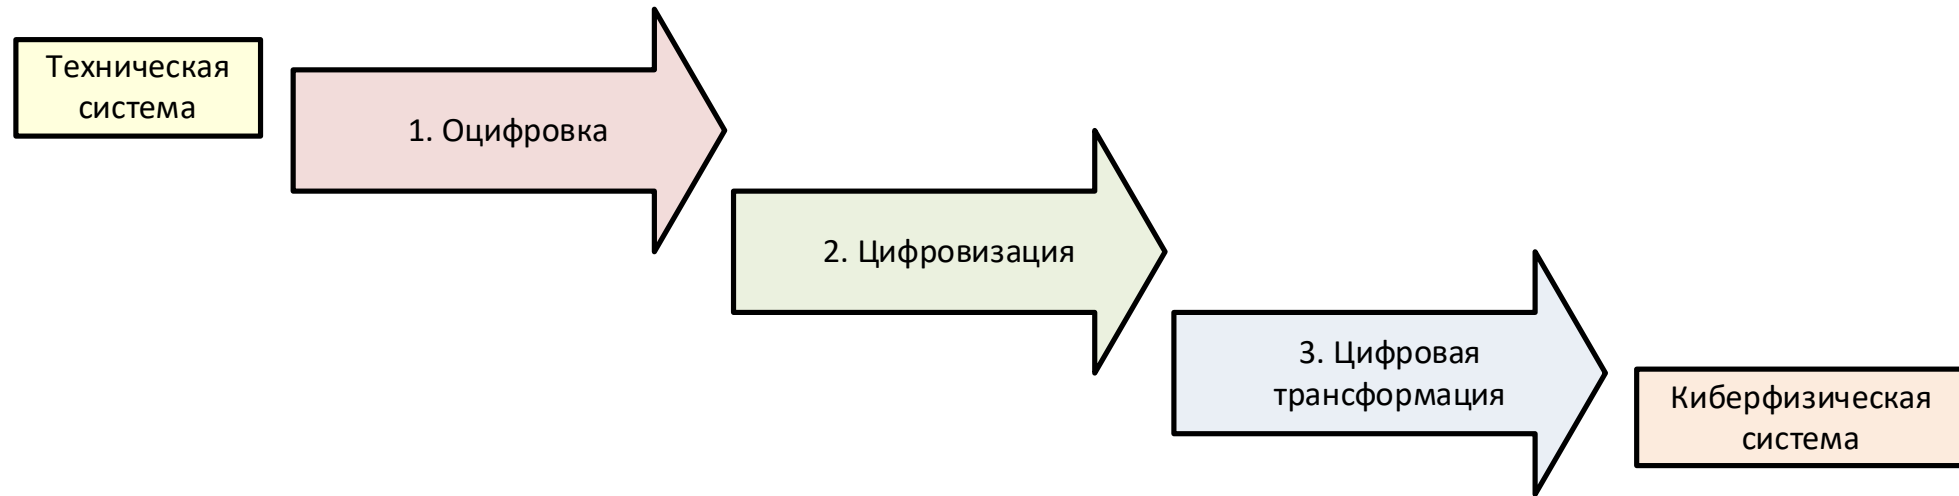 Техническая
система
1. Оцифровка
2. Цифровизация
3. Цифровая
трансформация
Киберфизическая
система